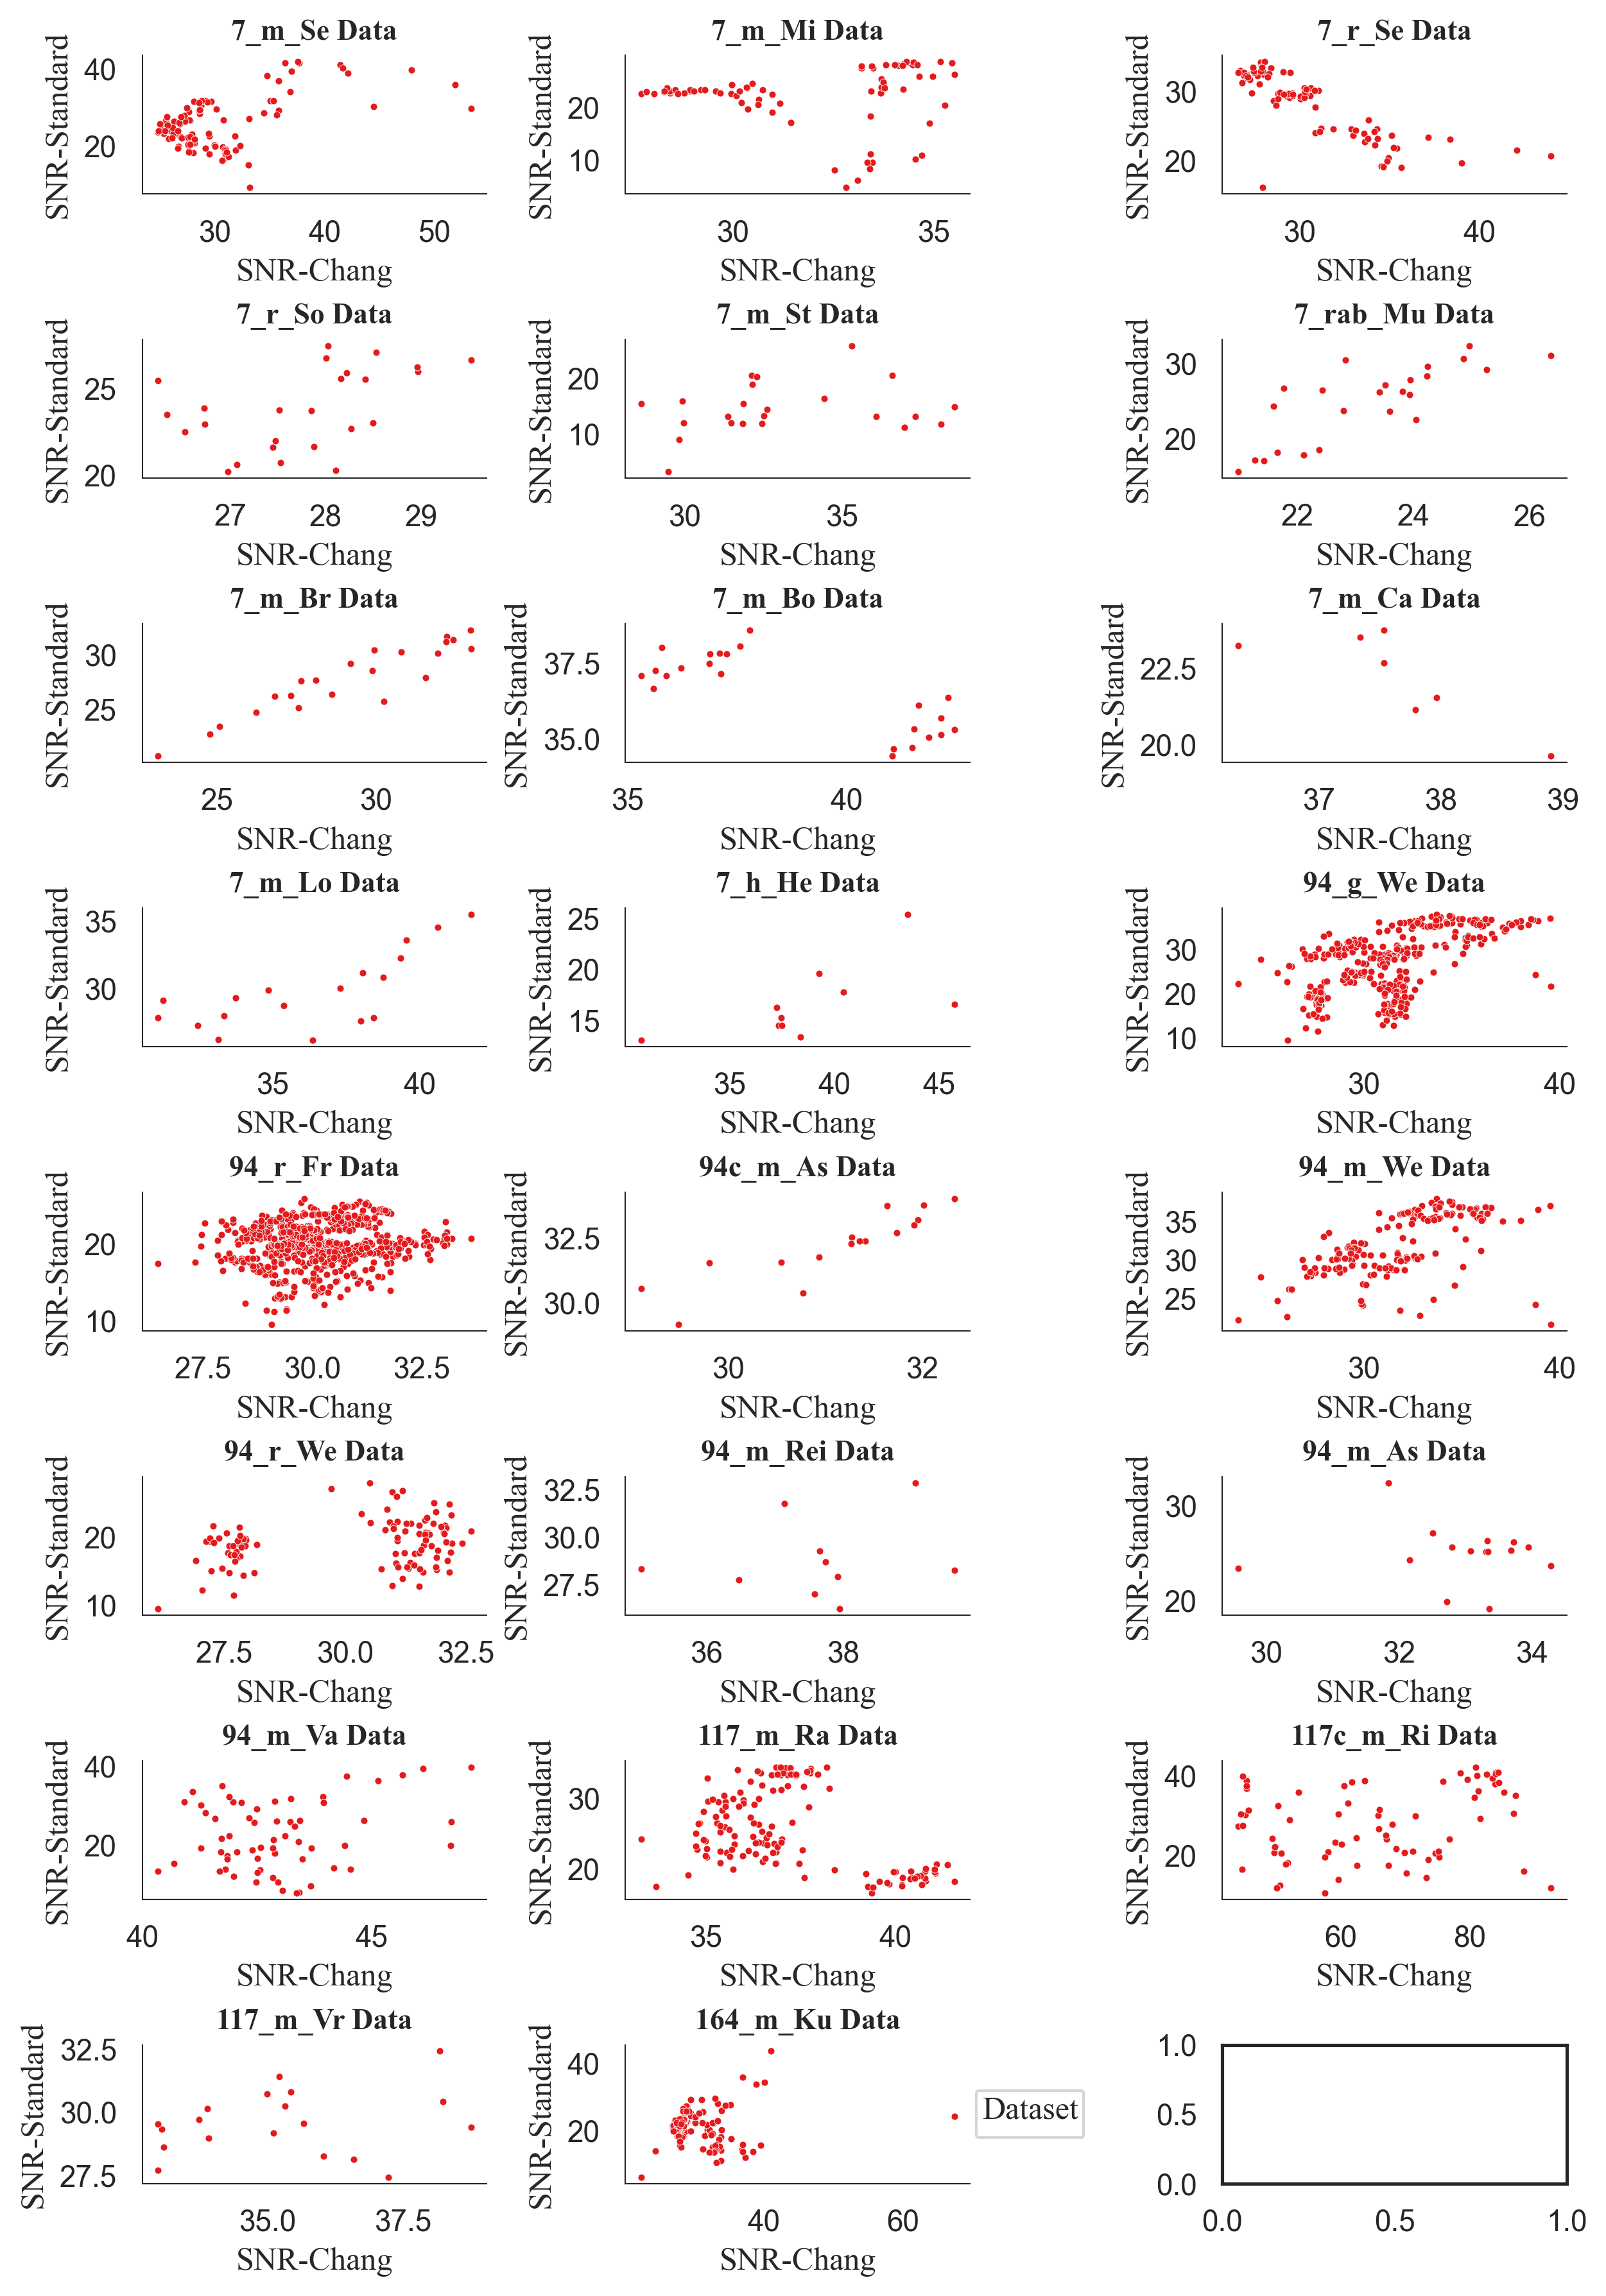 7_m_Se Data
7_m_Mi Data
7_r_Se Data
SNR-Standard
40
20
SNR-Standard
20
10
SNR-Standard
30
20
30 40 50
30 35
30 40
SNR-Chang
SNR-Chang
SNR-Chang
7_r_So Data
7_m_St Data
7_rab_Mu Data
SNR-Standard
25
20
SNR-Standard
20
10
SNR-Standard
30
20
27 28 29
30 35
22 24 26
SNR-Chang
SNR-Chang
SNR-Chang
7_m_Br Data
7_m_Bo Data
7_m_Ca Data
SNR-Standard
30
25
SNR-Standard
37.5
35.0
SNR-Standard
22.5
20.0
25 30
35 40
37 38 39
SNR-Chang
SNR-Chang
SNR-Chang
7_m_Lo Data
7_h_He Data
94_g_We Data
SNR-Standard
35
30
SNR-Standard
25
20
15
SNR-Standard
30
20
10
35 40
35 40 45
30 40
SNR-Chang
SNR-Chang
SNR-Chang
94_r_Fr Data
94c_m_As Data
94_m_We Data
SNR-Standard
20
10
SNR-Standard
32.5
30.0
SNR-Standard
35
30
25
27.5 30.0 32.5
30 32
30 40
SNR-Chang
SNR-Chang
SNR-Chang
94_r_We Data
94_m_Rei Data
94_m_As Data
SNR-Standard
20
10
SNR-Standard
32.5
30.0
27.5
SNR-Standard
30
20
27.5 30.0 32.5
36 38
30 32 34
SNR-Chang
SNR-Chang
SNR-Chang
94_m_Va Data
117_m_Ra Data
117c_m_Ri Data
SNR-Standard
40
20
SNR-Standard
30
20
SNR-Standard
40
20
40 45
35 40
60 80
SNR-Chang
SNR-Chang
SNR-Chang
117_m_Vr Data
164_m_Ku Data
SNR-Standard
32.5
30.0
27.5
SNR-Standard
40
20
Dataset
1.0
0.5
0.0
35.0 37.5
40 60
0.0 0.5 1.0
SNR-Chang
SNR-Chang